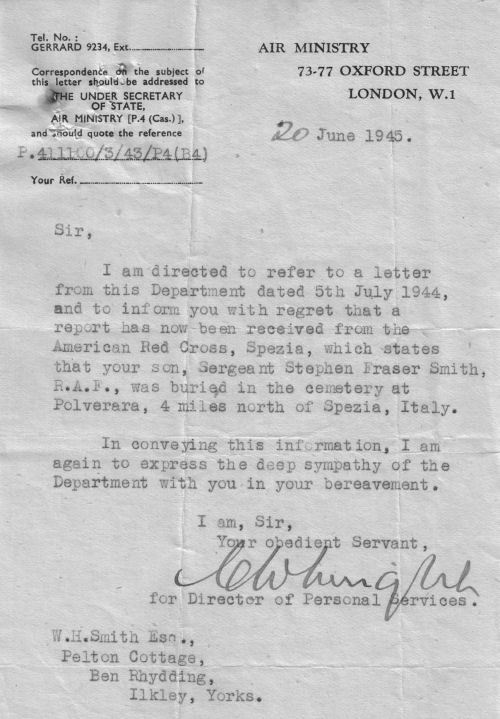 Tel. No. :
GERRARD 9234, Ext.
Correspondence on the subject of
this letter should be addressed to
THE UNDER SECRETARY
OF STATE,
AIR MINISTRY [P.4 (Cas.)],
and should quote the reference
P.411100/3/43/P4(B4)
Your Ref.
AIR MINISTRY
73-77 OXFORD STREET
LONDON, W.1
20 June 1945.
Sir,
I am directed to refer to a letter
from this Department dated 5th July 1944,
and to inform you with regret that a
report has now been received from the
American Red Cross, Spezia, which states
that your son, Sergeant Stephen Fraser Smith,
R.A.F., was buried in the cemetery at
Polverara, 4 miles north of Spezia, Italy.
In conveying this information, I am
again to express the deep sympathy of the
Department with you in your bereavement.
I am, Sir,
Your obedient Servant,
for Director of Personal Services.
W.H.Smith Esq.,
Pelton Cottage,
Ben Rhydding,
Ilkley, Yorks.